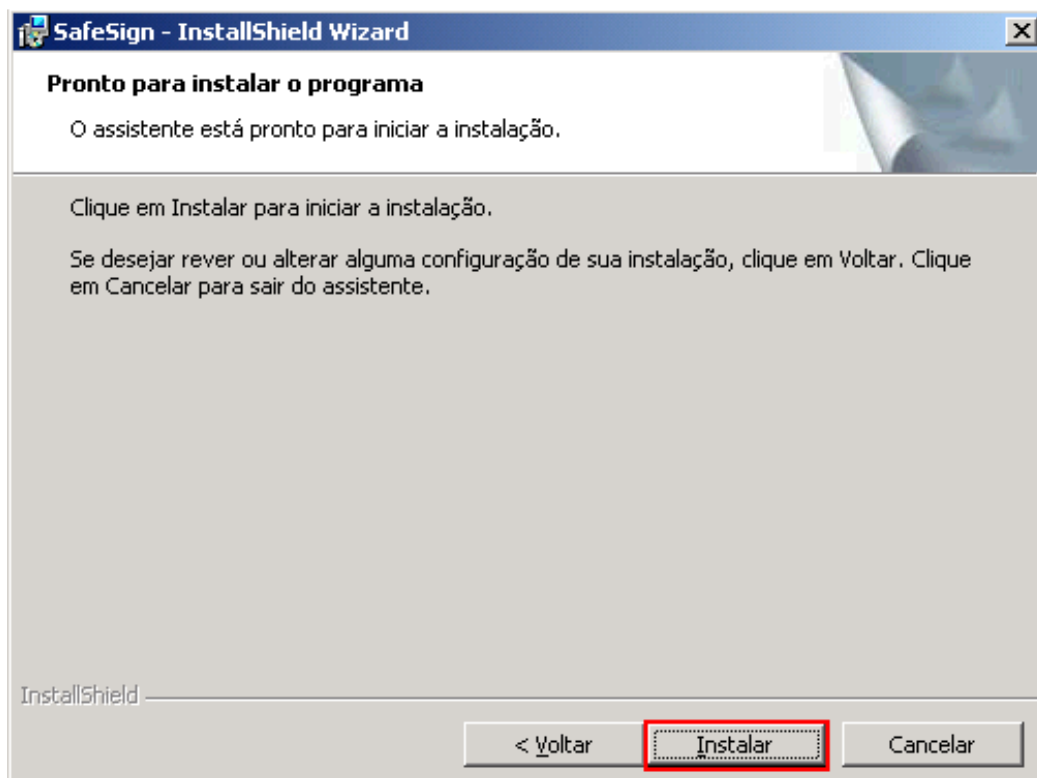 SafeSign - InstallShield Wizard
Pronto para instalar o programa
O assistente está pronto para iniciar a instalação.
Clique em Instalar para iniciar a instalação.
Se desejar rever ou alterar alguma configuração de sua instalação, clique em Voltar. Clique
em Cancelar para sair do assistente.
InstallShield
< Voltar
Instalar
Cancelar